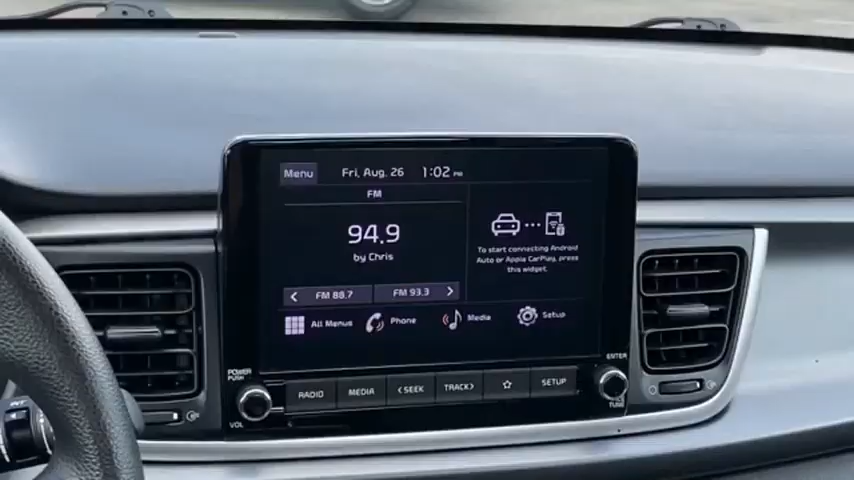 Menu Fri, Aug. 26 1:02 PM
FM
94.9
by Chris
To start connecting Android
Auto or Apple CarPlay, press
this widget.
FM 88.7 FM 93.3
All Menus Phone Media Setup
POWER
PUSH
VOL
RADIO MEDIA < SEEK TRACK > SETUP
ENTER
TUNE